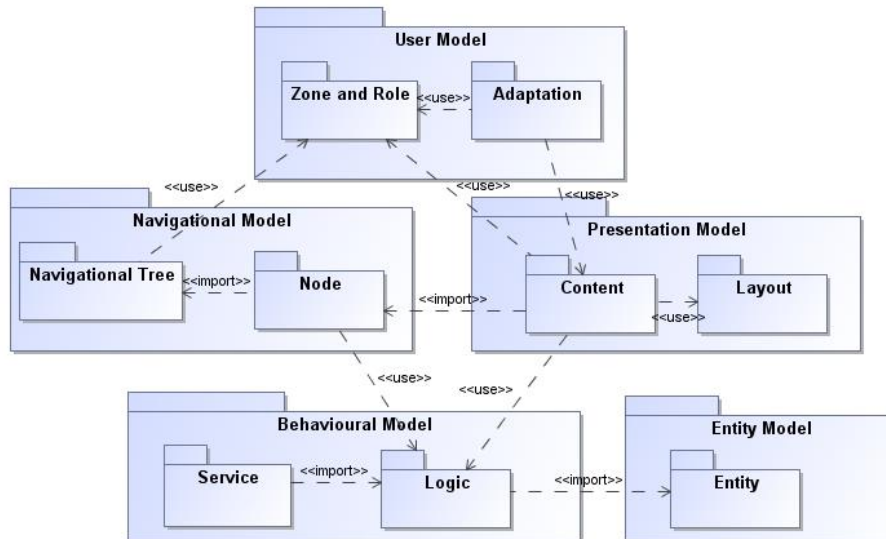 User Model
Zone and Role
<<use>>
Adaptation
<<use>>
<<use>>
<<use>>
Navigational Model
Presentation Model
Navigational Tree
<<import>>
Node
<<import>>
Content
Layout
<<use>>
<<use>>
<<use>>
Behavioural Model
Entity Model
Service
<<import>>
Logic
<<import>>
Entity